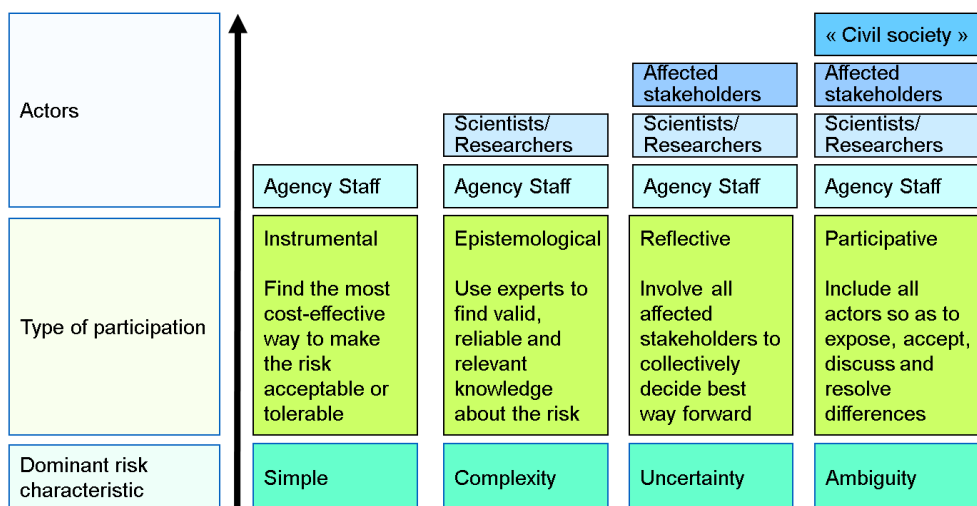 « Civil society »
Actors
Affected
stakeholders
Affected
stakeholders
Scientists/
Researchers
Scientists/
Researchers
Scientists/
Researchers
Agency Staff
Agency Staff
Agency Staff
Agency Staff
Type of participation
Instrumental
Find the most
cost-effective
way to make
the risk
acceptable or
tolerable
Epistemological
Use experts to
find valid,
reliable and
relevant
knowledge
about the risk
Reflective
Involve all
affected
stakeholders to
collectively
decide best
way forward
Participative
Include all
actors so as to
expose, accept,
discuss and
resolve
differences
Dominant risk
characteristic
Simple
Complexity
Uncertainty
Ambiguity